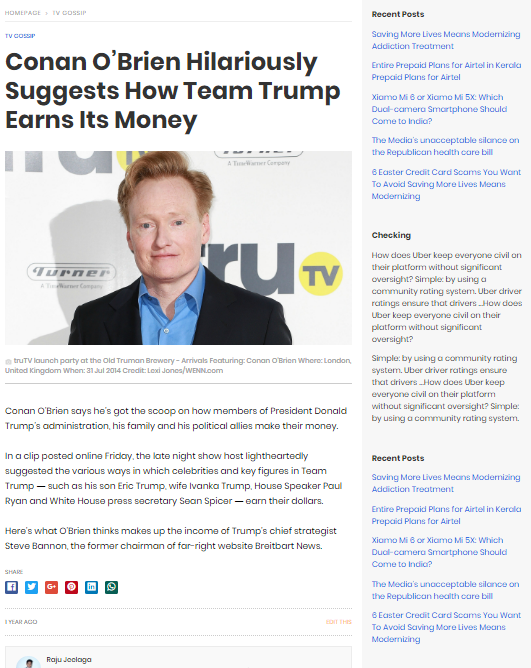 HOMEPAGE > TV GOSSIP
TV GOSSIP
Conan O'Brien Hilariously
Suggests How Team Trump
Earns Its Money
tru
A TimeWarner Company
Turner
A TimeWarner Company
ru
TV
truTV launch party at the Old Truman Brewery - Arrivals Featuring: Conan O'Brien Where: London,
United Kingdom When: 31 Jul 2014 Credit: Lexi Jones/WENN.com
Conan O'Brien says he's got the scoop on how members of President Donald
Trump's administration, his family and his political allies make their money.
In a clip posted online Friday, the late night show host lightheartedly
suggested the various ways in which celebrities and key figures in Team
Trump — such as his son Eric Trump, wife Ivanka Trump, House Speaker Paul
Ryan and White House press secretary Sean Spicer — earn their dollars.
Here's what O'Brien thinks makes up the income of Trump's chief strategist
Steve Bannon, the former chairman of far-right website Breitbart News.
SHARE
1 YEAR AGO
EDIT THIS
Raju Jeelaga
Recent Posts
Saving More Lives Means Modernizing
Addiction Treatment
Entire Prepaid Plans for Airtel in Kerala
Prepaid Plans for Airtel
Xiaomo Mi 6 or Xiamo Mi 5X: Which
Dual-camera Smartphone Should
Come to India?
The Media's unacceptable silence on
the Republican health care bill
6 Easter Credit Card Scams You Want
To Avoid Saving More Lives Means
Modernizing
Checking
How does Uber keep everyone civil on
their platform without significant
oversight? Simple: by using a
community rating system. Uber driver
ratings ensure that drivers ...How does
Uber keep everyone civil on their
platform without significant
oversight?
Simple: by using a community rating
system. Uber driver ratings ensure
that drivers ...How does Uber keep
everyone civil on their platform
without significant oversight? Simple:
by using a community rating system.
Recent Posts
Saving More Lives Means Modernizing
Addiction Treatment
Entire Prepaid Plans for Airtel in Kerala
Prepaid Plans for Airtel
Xiaomo Mi 6 or Xiamo Mi 5X: Which
Dual-camera Smartphone Should
Come to India?
The Media's unacceptable silence on
the Republican health care bill
6 Easter Credit Card Scams You Want
To Avoid Saving More Lives Means
Modernizing